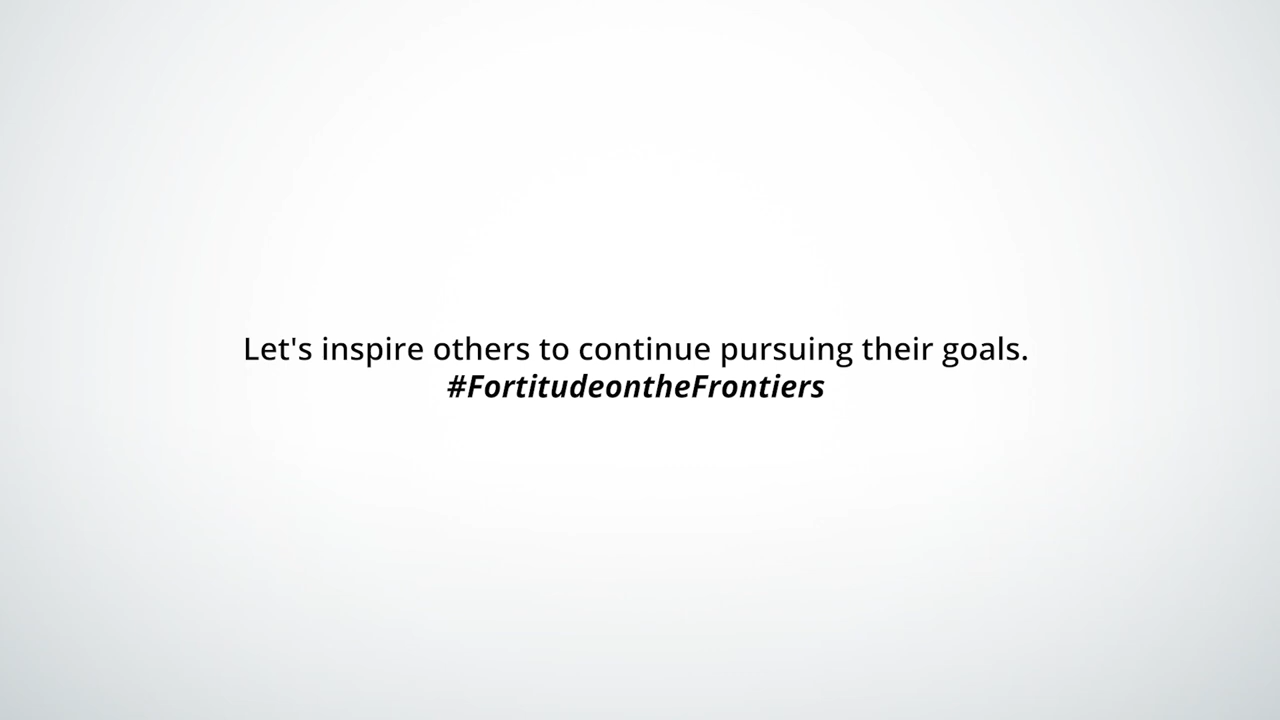 Let's inspire others to continue pursuing their goals.
#FortitudeontheFrontiers